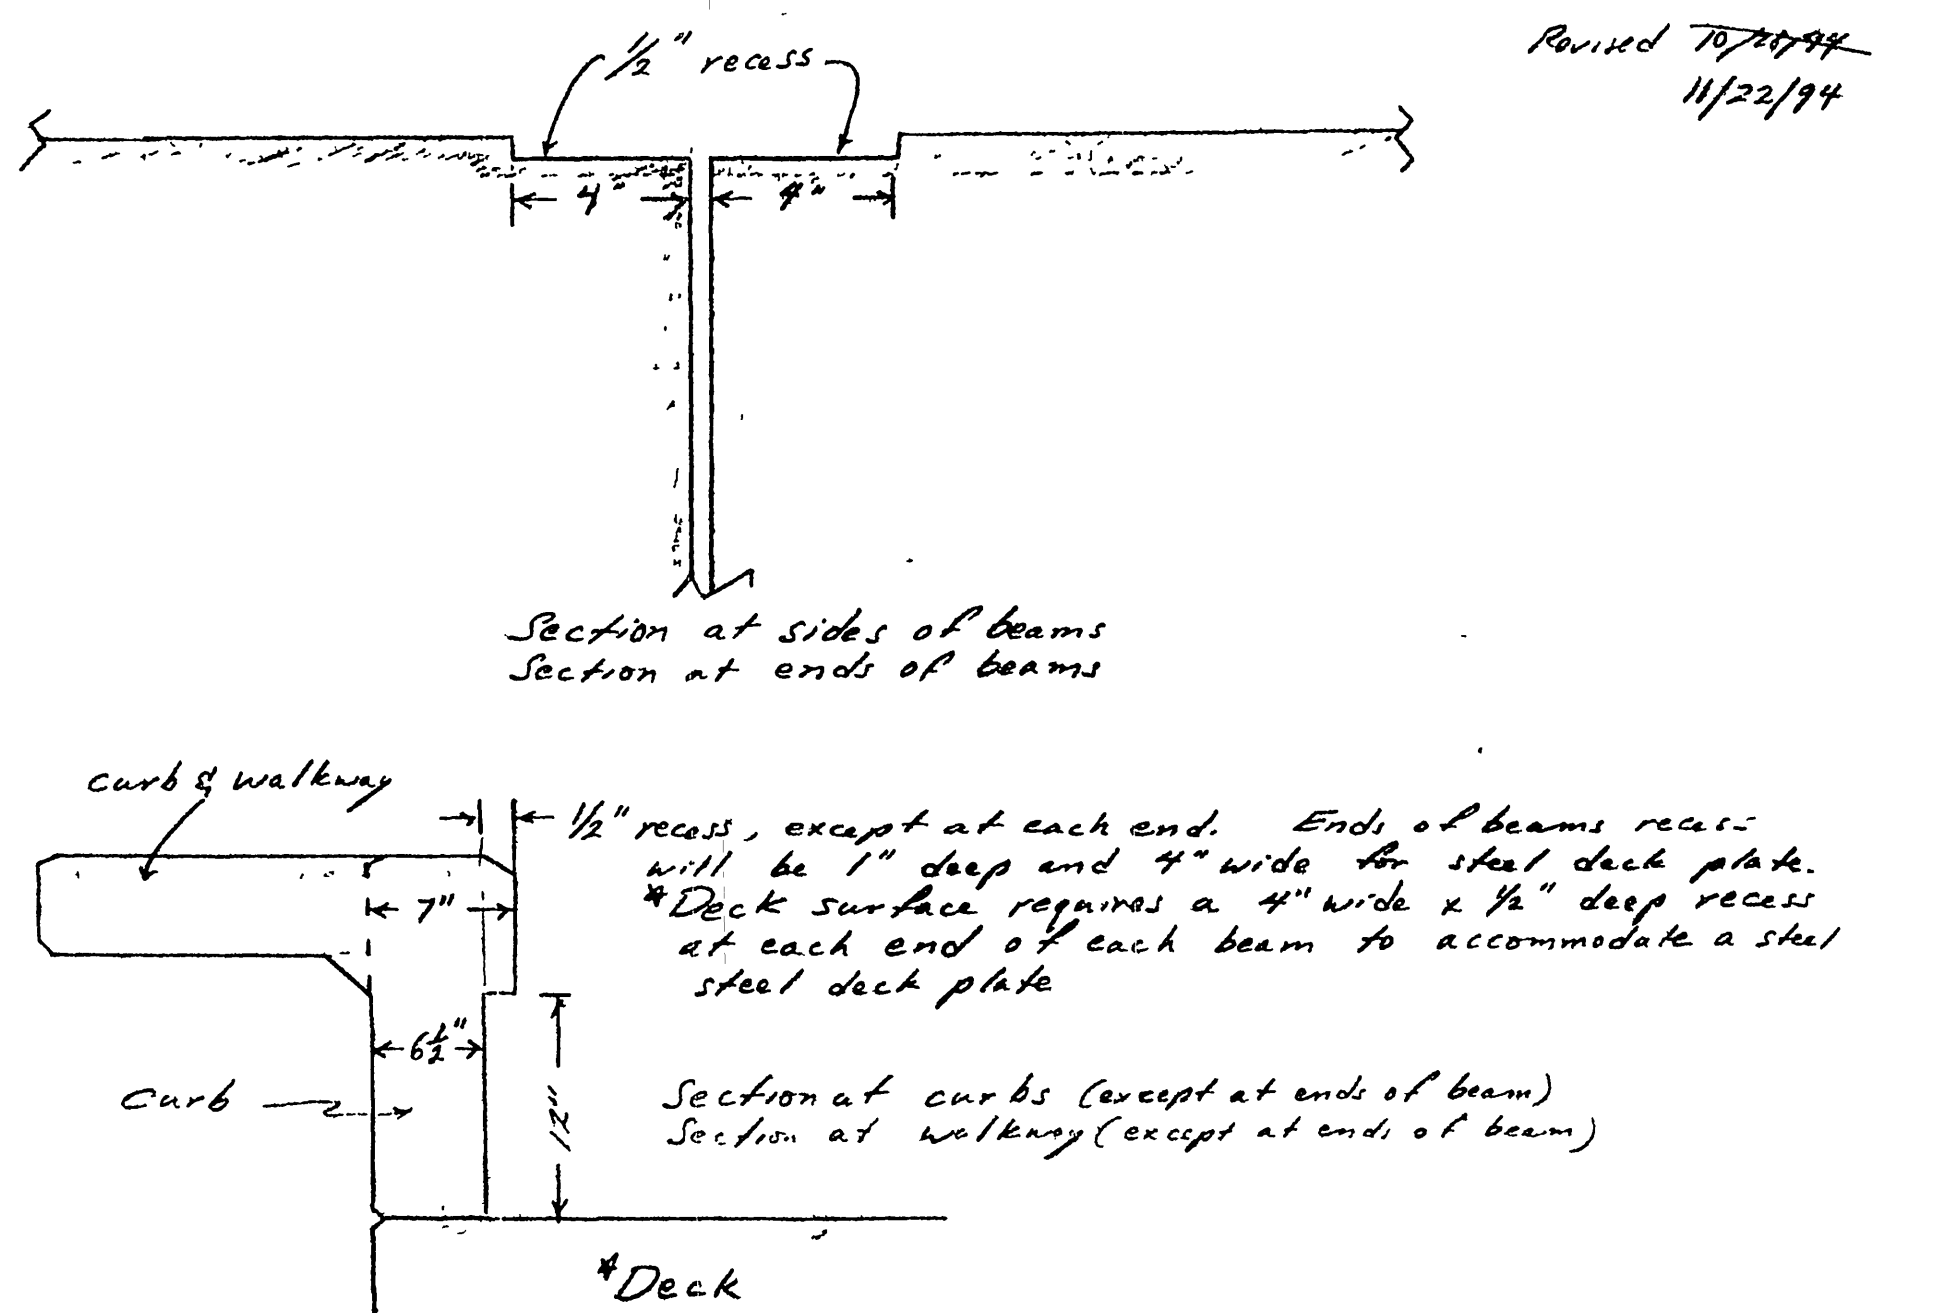 Revised 10/28/94
11/22/94
1/2" recess
4" 4"
Section at sides of beams
Section at ends of beams
curb & walkway
1/2" recess, except at each end. Ends of beams recess
will be 1" deep and 4" wide for steel deck plate.
*Deck surface requires a 4" wide x 1/2" deep recess
at each end of each beam to accommodate a steel
steel deck plate
7"
6 1/2"
curb
12"
Section at curbs (except at ends of beam)
Section at walkway (except at ends of beam)
*Deck